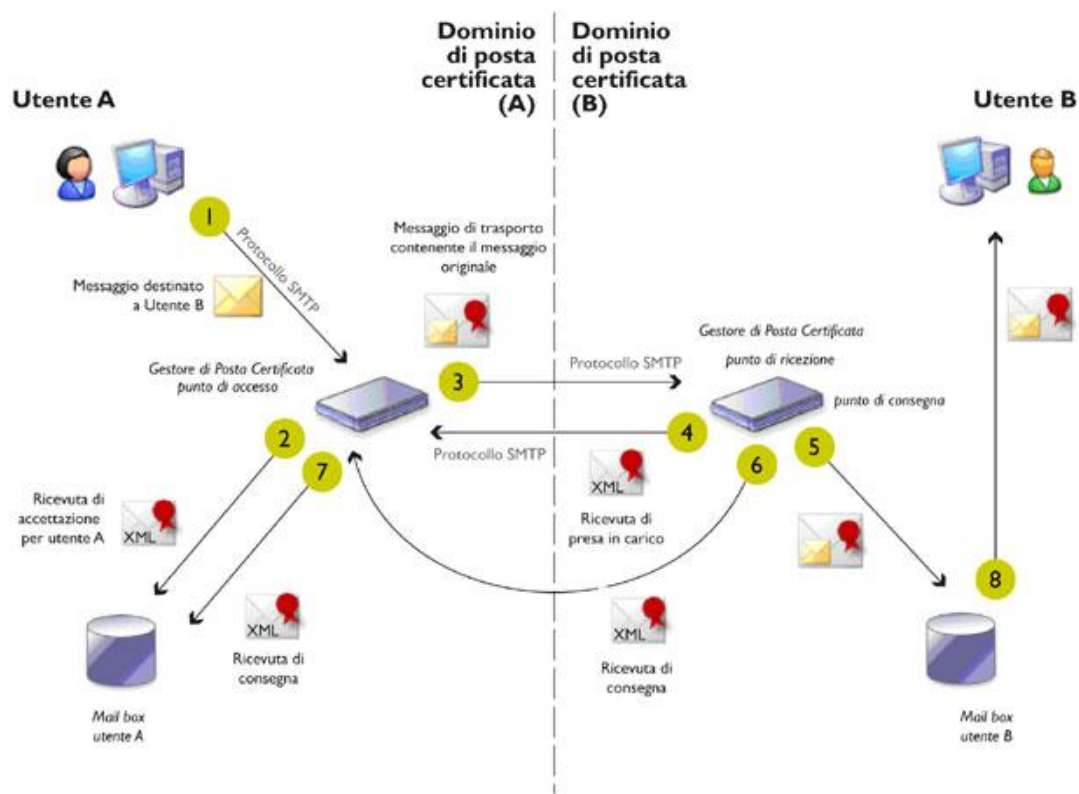 Dominio
di posta
certificata
(A)
Dominio
di posta
certificata
(B)
Utente A
Utente B
1
Protocollo SMTP
Messaggio destinato
a Utente B
Messaggio di trasporto
contenente il messaggio
originale
Gestore di Posta Certificata
punto di accesso
3
Protocollo SMTP
Gestore di Posta Certificata
punto di ricezione
punto di consegna
2
7
4
Protocollo SMTP
6
5
Ricevuta di
accettazione
per utente A
XML
XML
Ricevuta di
presa in carico
8
XML
Ricevuta di
consegna
XML
Ricevuta di
consegna
Mail box
utente A
Mail box
utente B